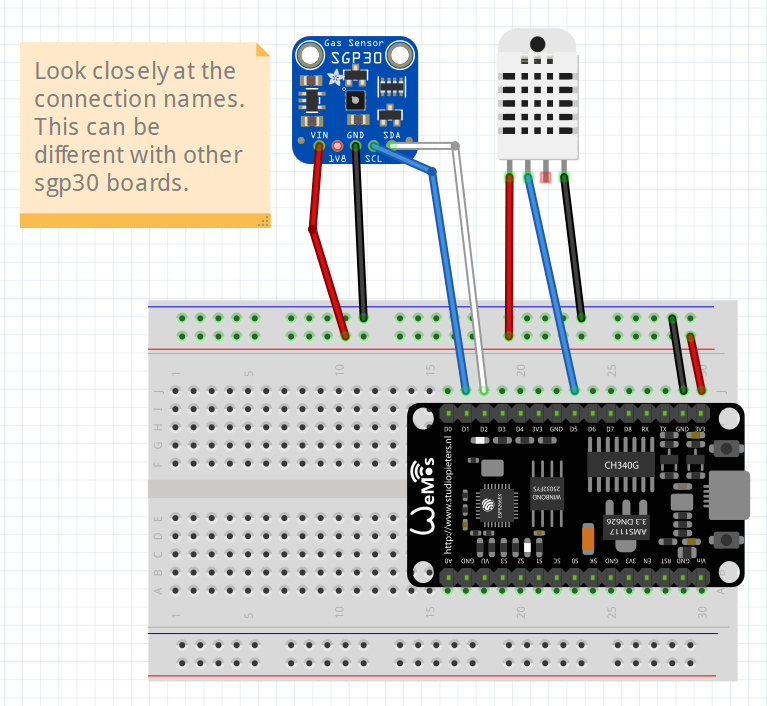 Look closely at the
connection names.
This can be
different with other
sgp30 boards.
Gas Sensor
SGP30
VIN GND SDA
1V8 SCL
1 5 10 15 20 25 30
J J
I
H
G
F
D0 D1 D2 D3 D4 3V3 GND D5 D6 D7 D8 RX TX GND 3V3
CH340G
WeMos
http://www.studiopieters.nl
ESP8266EX
WINBOND
25Q32FVS
AMS1117
3.3 DN626
E
D
C
B
A A
A0 GND VU S3 S2 S1 SC S0 SK GND 3V3 EN RST GND Vin
1 5 10 15 20 25 30